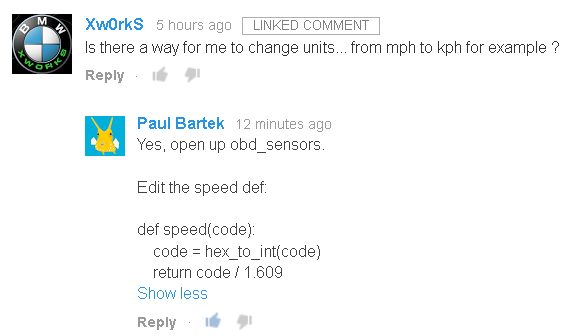 BMW
XWORKS
Xw0rkS 5 hours ago LINKED COMMENT
Is there a way for me to change units... from mph to kph for example ?
Reply ·
Paul Bartek 12 minutes ago
Yes, open up obd_sensors.
Edit the speed def:
def speed(code):
code = hex_to_int(code)
return code / 1.609
Show less
Reply ·